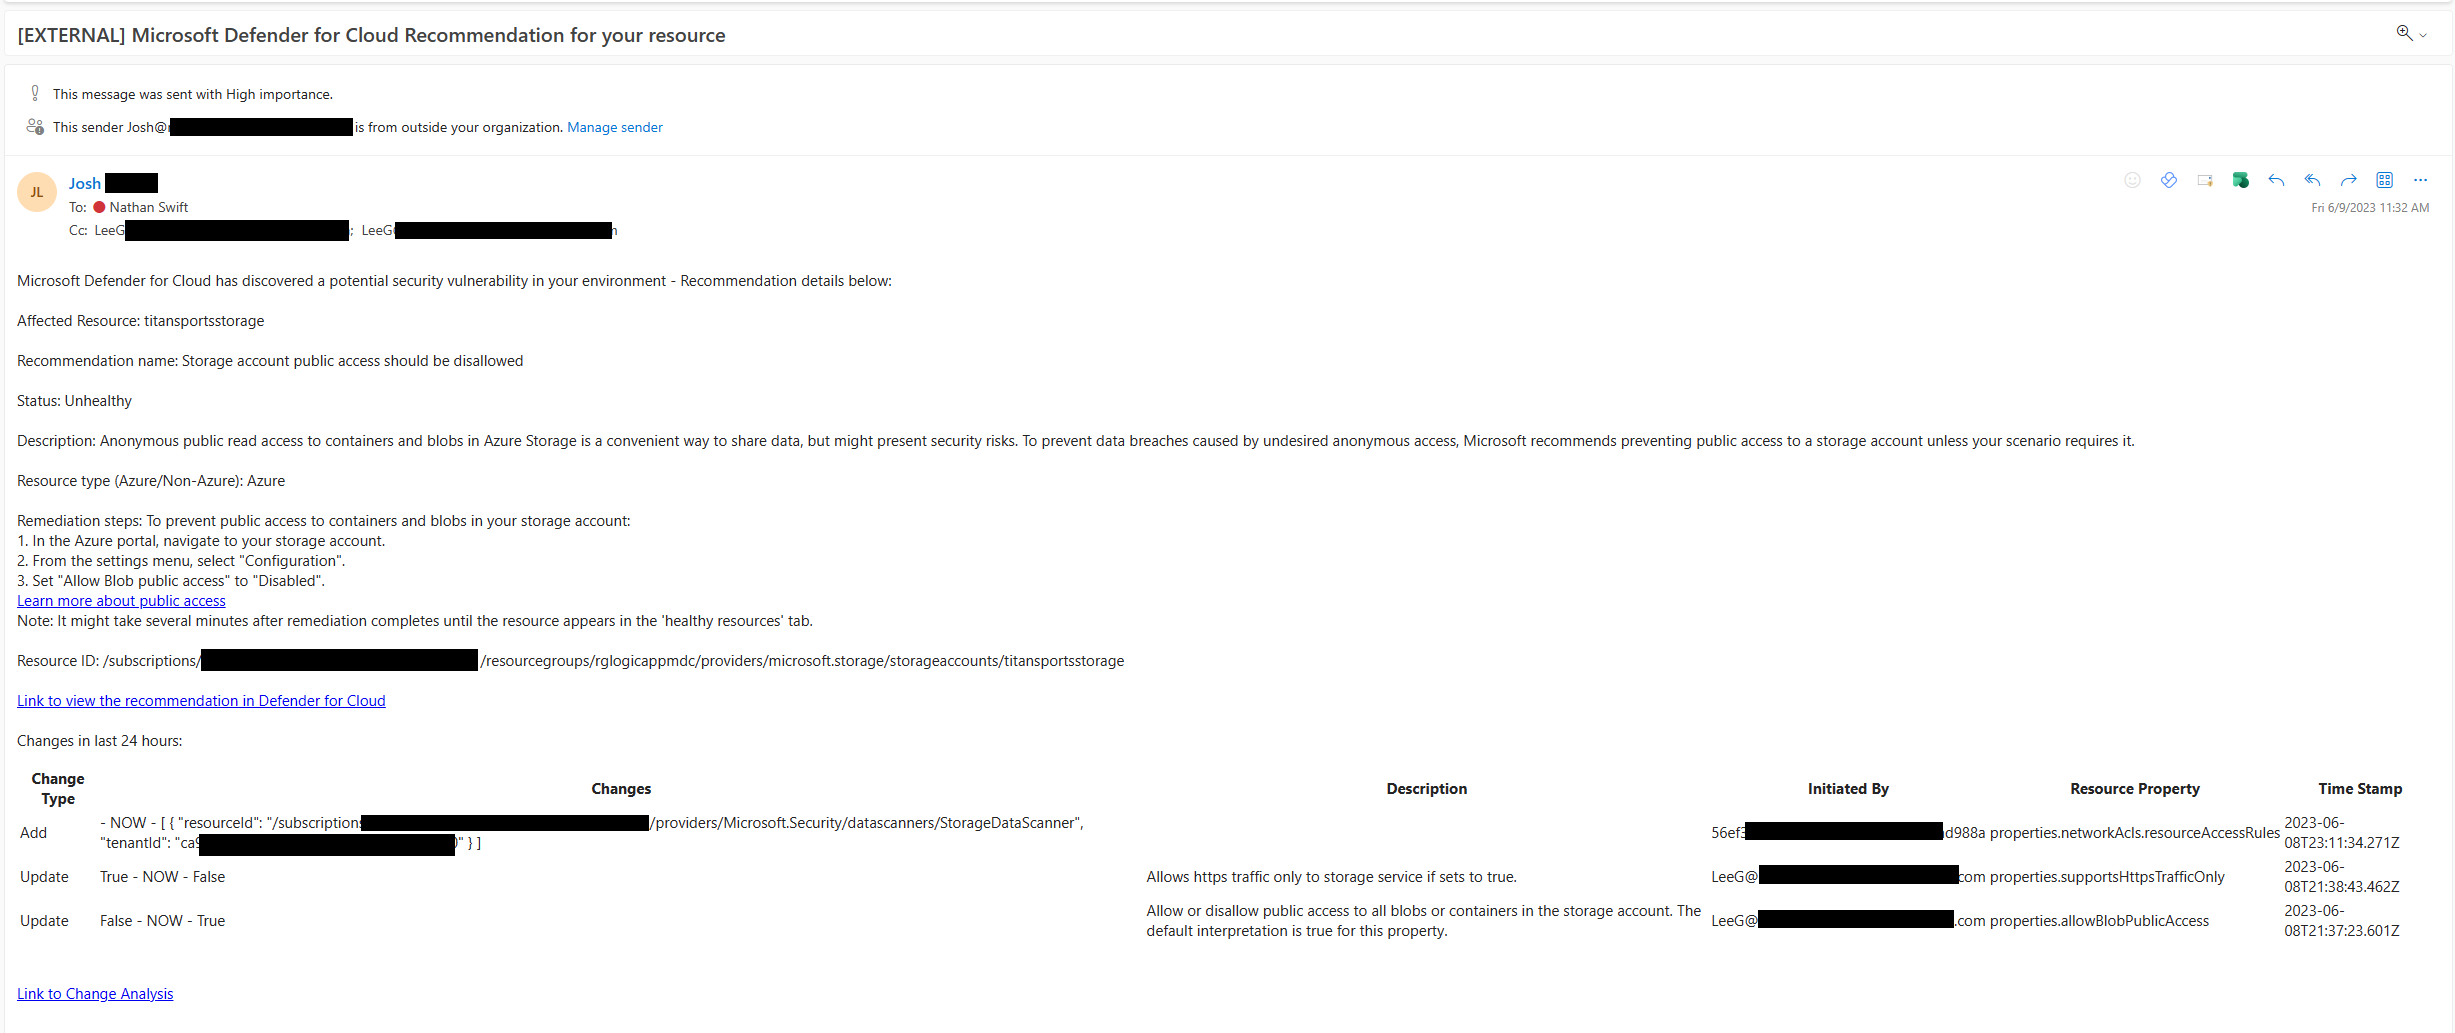 [EXTERNAL] Microsoft Defender for Cloud Recommendation for your resource
This message was sent with High importance.
This sender Josh@ is from outside your organization. Manage sender
JL
Josh
To: Nathan Swift
Fri 6/9/2023 11:32 AM
Cc: LeeG ; LeeG
Microsoft Defender for Cloud has discovered a potential security vulnerability in your environment - Recommendation details below:
Affected Resource: titansportsstorage
Recommendation name: Storage account public access should be disallowed
Status: Unhealthy
Description: Anonymous public read access to containers and blobs in Azure Storage is a convenient way to share data, but might present security risks. To prevent data breaches caused by undesired anonymous access, Microsoft recommends preventing public access to a storage account unless your scenario requires it.
Resource type (Azure/Non-Azure): Azure
Remediation steps: To prevent public access to containers and blobs in your storage account:
1. In the Azure portal, navigate to your storage account.
2. From the settings menu, select "Configuration".
3. Set "Allow Blob public access" to "Disabled".
Learn more about public access
Note: It might take several minutes after remediation completes until the resource appears in the 'healthy resources' tab.
Resource ID: /subscriptions/ /resourcegroups/rglogicappmdc/providers/microsoft.storage/storageaccounts/titansportsstorage
Link to view the recommendation in Defender for Cloud
Changes in last 24 hours:
Change Type Changes Description Initiated By Resource Property Time Stamp
Add - NOW - [ { "resourceId": "/subscriptions /providers/Microsoft.Security/datascanners/StorageDataScanner", "tenantId": "ca9 " } ] 56ef3 d988a properties.networkAcls.resourceAccessRules 2023-06-08T23:11:34.271Z
Update True - NOW - False Allows https traffic only to storage service if sets to true. LeeG@ com properties.supportsHttpsTrafficOnly 2023-06-08T21:38:43.462Z
Update False - NOW - True Allow or disallow public access to all blobs or containers in the storage account. The default interpretation is true for this property. LeeG@ .com properties.allowBlobPublicAccess 2023-06-08T21:37:23.601Z
Link to Change Analysis